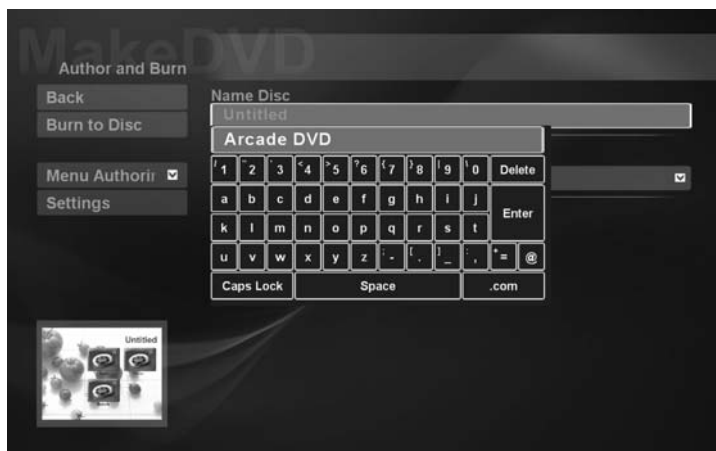 MakeDVD
Author and Burn
Back
Burn to Disc
Menu Authorir
Settings
Name Disc
Untitled
Arcade DVD
1 2 3 < 4 > 5 ? 6 { 7 } 8 | 9 \ 0 Delete
a b c d e f g h i j
Enter
k l m n o p q r s t
u v w x y z ; - [ . ] _ : , + = @
Caps Lock Space .com
Untitled